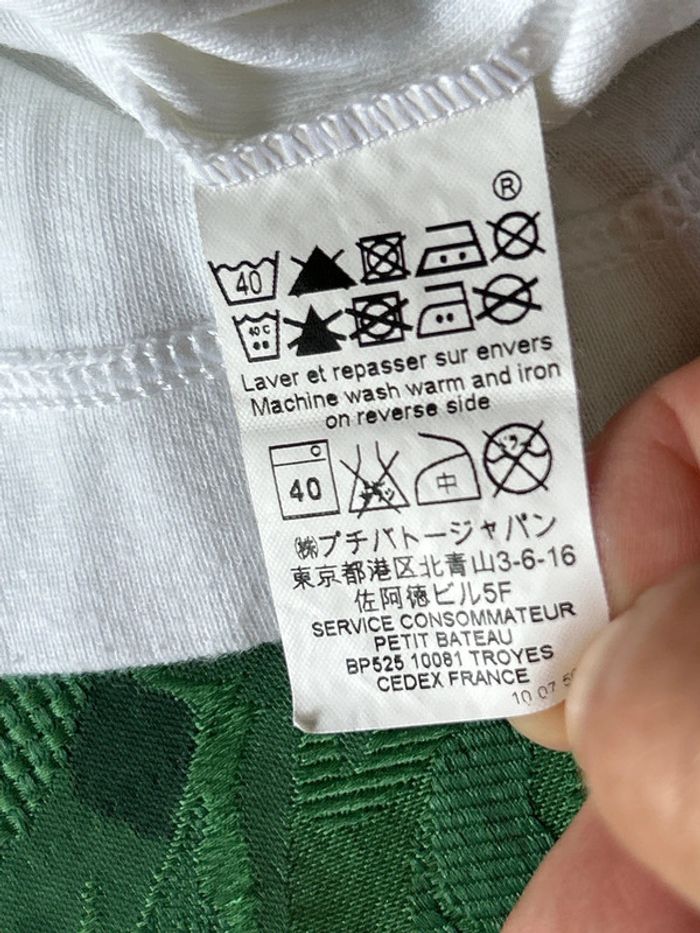 ®
40
40 C
Laver et repasser sur envers
Machine wash warm and iron
on reverse side
40 中
㈱プチバトージャパン
東京都港区北青山3-6-16
佐阿徳ビル5F
SERVICE CONSOMMATEUR
PETIT BATEAU
BP525 10081 TROYES
CEDEX FRANCE
10 07